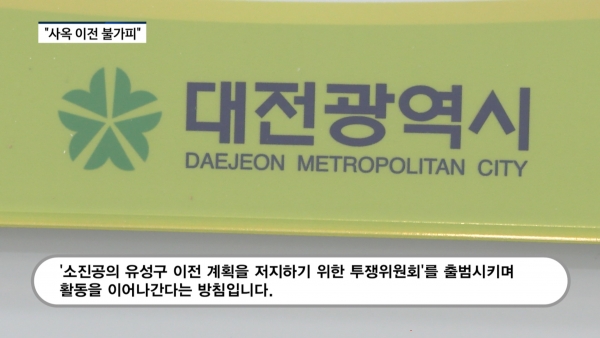 "사옥 이전 불가피"
대전광역시
DAEJEON METROPOLITAN CITY
'소진공의 유성구 이전 계획을 저지하기 위한 투쟁위원회'를 출범시키며
활동을 이어나간다는 방침입니다.